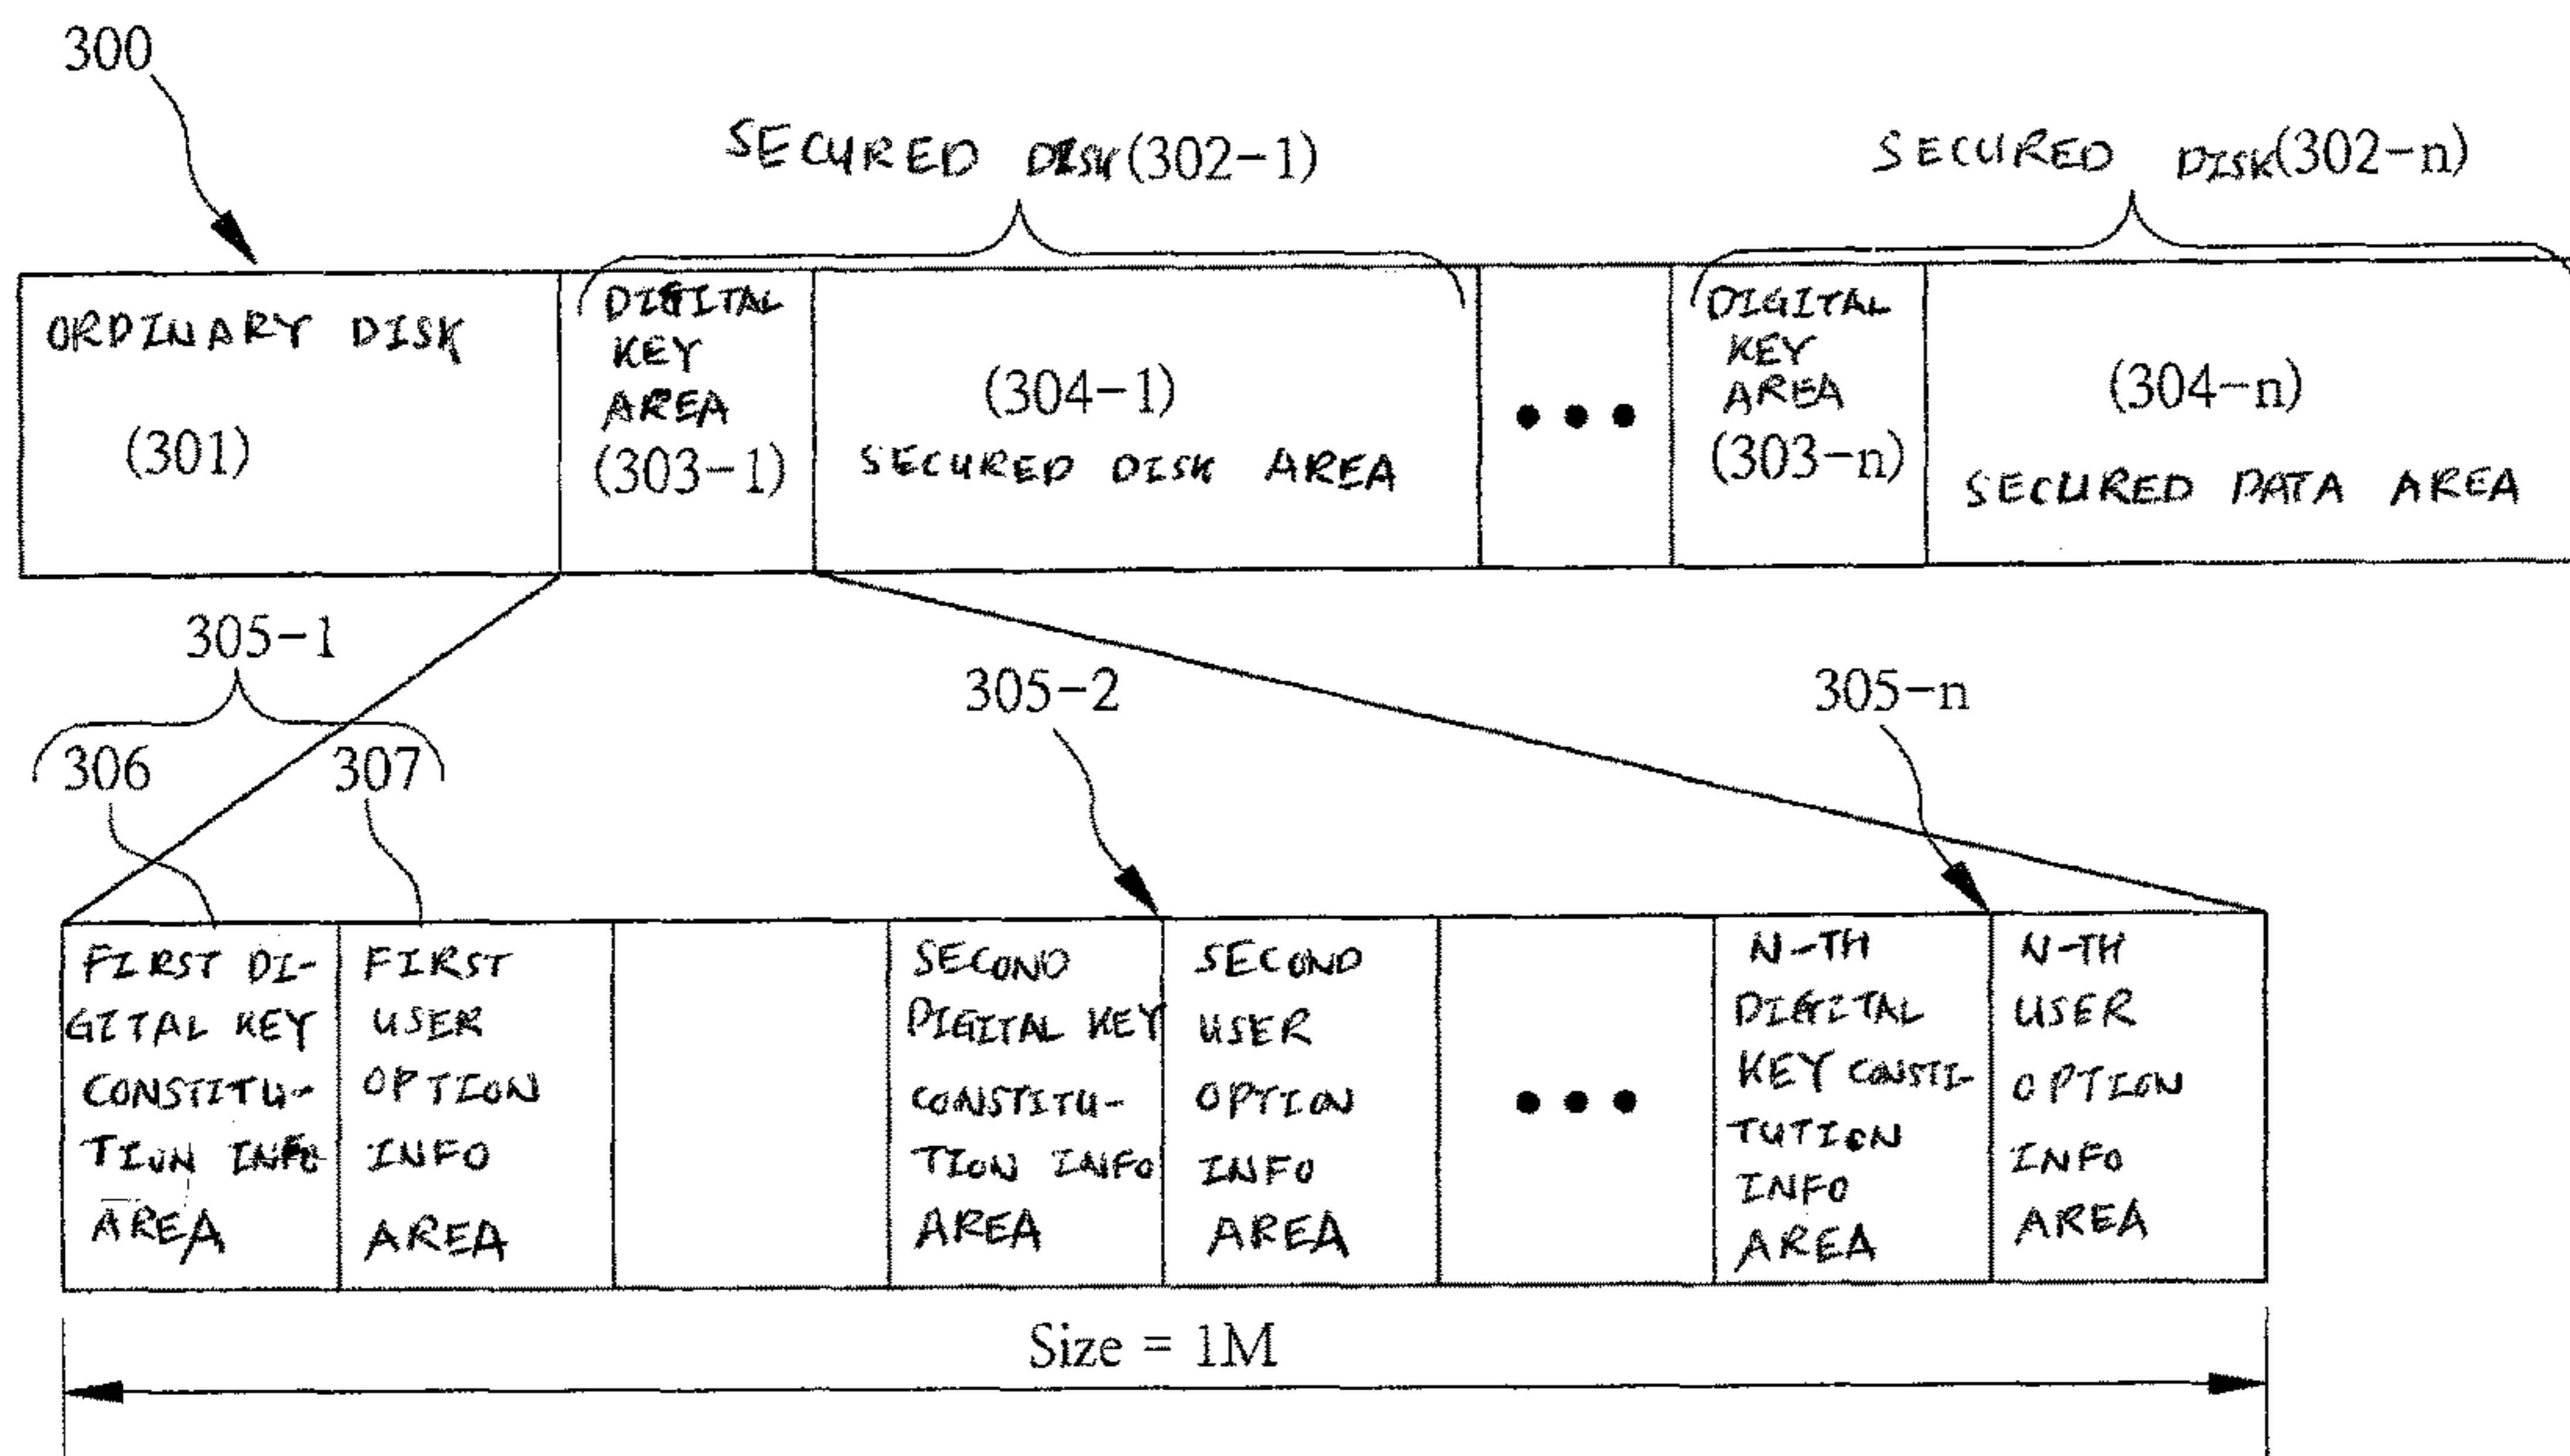 300
SECURED DISK(302-1)
SECURED DISK(302-n)
ORDINARY DISK
(301)
DIGITAL
KEY
AREA
(303-1)
(304-1)
SECURED DISK AREA
•••
DIGITAL
KEY
AREA
(303-n)
(304-n)
SECURED DATA AREA
305-1
306
307
305-2
305-n
FIRST DI-
GITAL KEY
CONSTITU-
TION INFO
AREA
FIRST
USER
OPTION
INFO
AREA
SECOND
DIGITAL KEY
CONSTITU-
TION INFO
AREA
SECOND
USER
OPTION
INFO
AREA
•••
N-TH
DIGITAL
KEY CONSTI-
TUTION
INFO
AREA
N-TH
USER
OPTION
INFO
AREA
Size = 1M